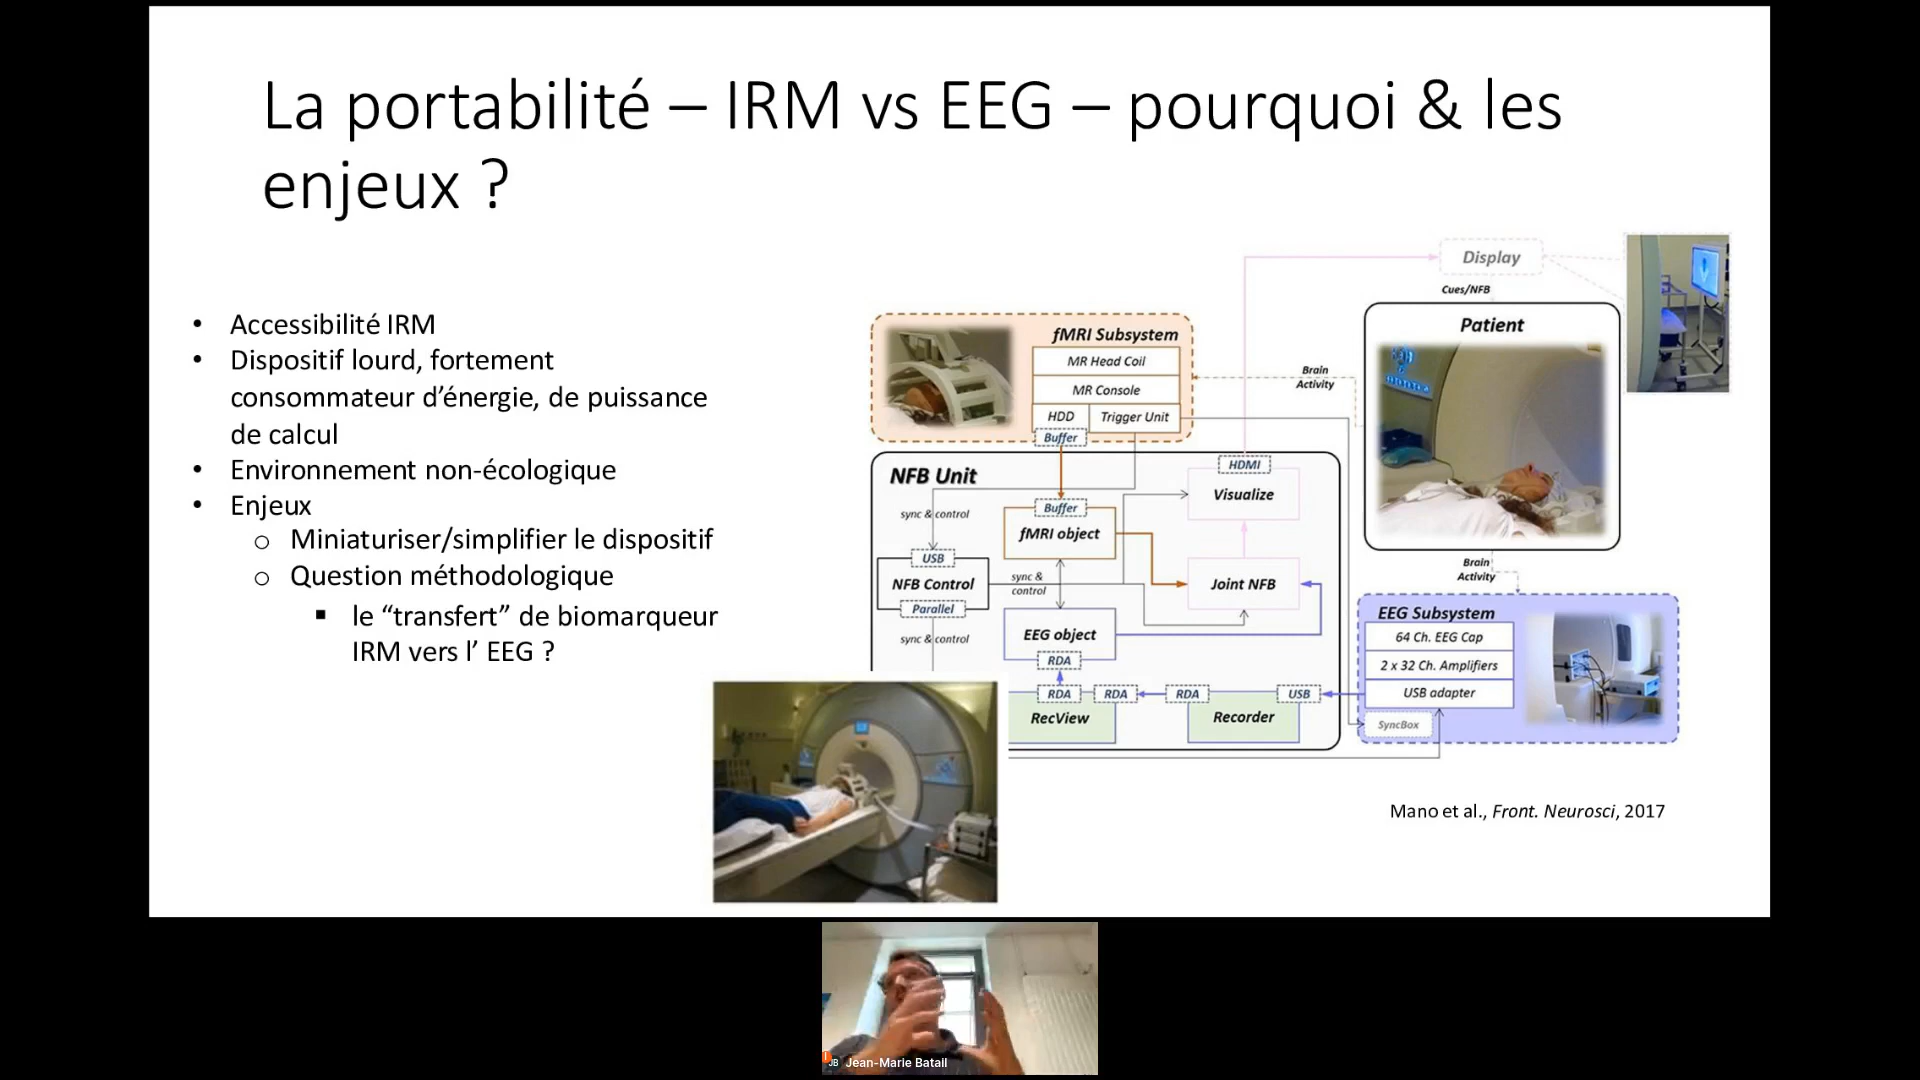 La portabilité – IRM vs EEG – pourquoi & les
enjeux ?
• Accessibilité IRM
• Dispositif lourd, fortement
consommateur d’énergie, de puissance
de calcul
• Environnement non-écologique
• Enjeux
o Miniaturiser/simplifier le dispositif
o Question méthodologique
▪ le “transfert” de biomarqueur
IRM vers l’ EEG ?
Display
Cues/NFB
Patient
fMRI Subsystem
MR Head Coil
MR Console
HDD
Trigger Unit
Buffer
Brain
Activity
NFB Unit
HDMI
Visualize
sync & control
Buffer
fMRI object
USB
NFB Control
Parallel
sync &
control
Joint NFB
sync & control
EEG object
RDA
RDA
RDA
RDA
USB
RecView
Recorder
Brain
Activity
EEG Subsystem
64 Ch. EEG Cap
2 x 32 Ch. Amplifiers
USB adapter
SyncBox
Mano et al., Front. Neurosci, 2017
JB
Jean-Marie Batail